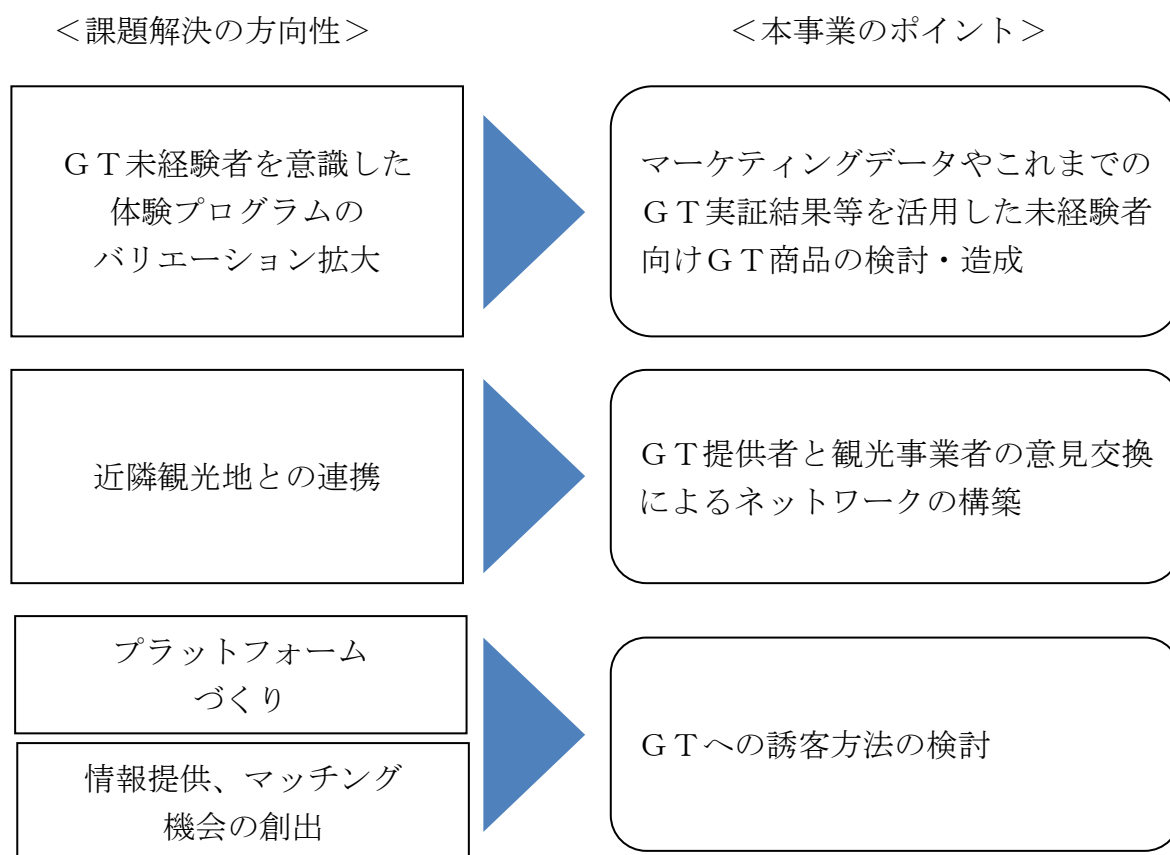 ＜課題解決の方向性＞
＜本事業のポイント＞
ＧＴ未経験者を意識した
体験プログラムの
バリエーション拡大
マーケティングデータやこれまでの
ＧＴ実証結果等を活用した未経験者
向けＧＴ商品の検討・造成
近隣観光地との連携
ＧＴ提供者と観光事業者の意見交換
によるネットワークの構築
プラットフォーム
づくり
情報提供、マッチング
機会の創出
ＧＴへの誘客方法の検討